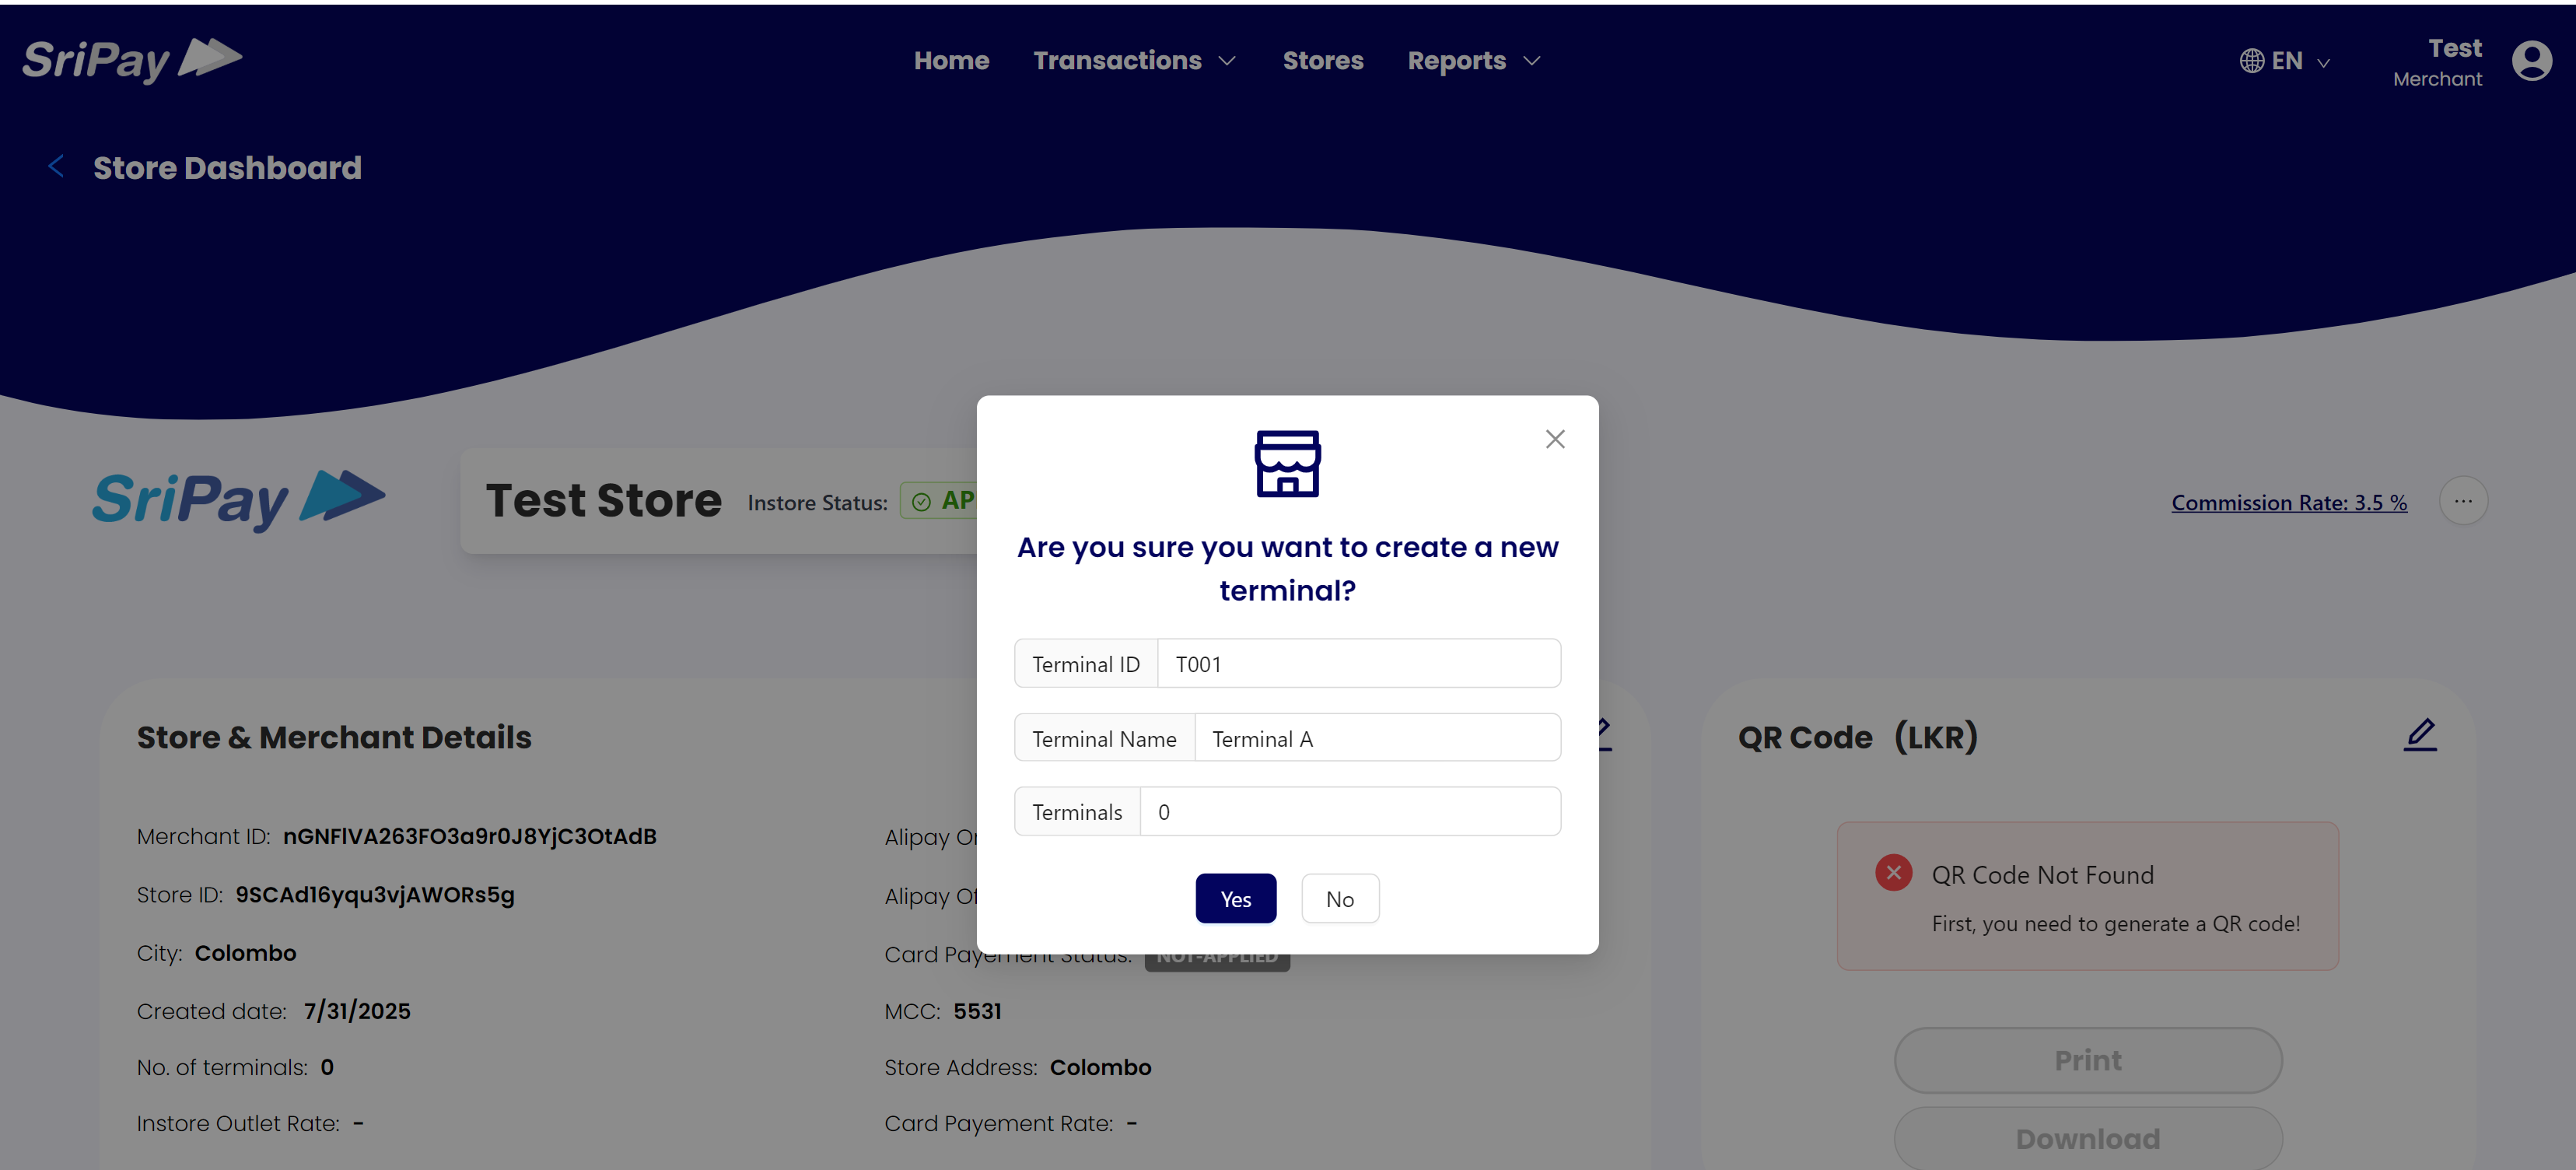 SriPay
Home Transactions Stores Reports
EN
Test
Merchant
Store Dashboard
SriPay
Test Store Instore Status: AP
Commission Rate: 3.5 %
...
Are you sure you want to create a new
terminal?
Terminal ID T001
Terminal Name Terminal A
Terminals 0
Yes No
Store & Merchant Details
Merchant ID: nGNFlVA263FO3a9r0J8YjC3OtAdB
Store ID: 9SCAd16yqu3vjAWORs5g
City: Colombo
Created date: 7/31/2025
No. of terminals: 0
Instore Outlet Rate: -
Alipay
Alipay
Card Payement Status: NOT-APPLIED
MCC: 5531
Store Address: Colombo
Card Payement Rate: -
QR Code (LKR)
QR Code Not Found
First, you need to generate a QR code!
Print
Download